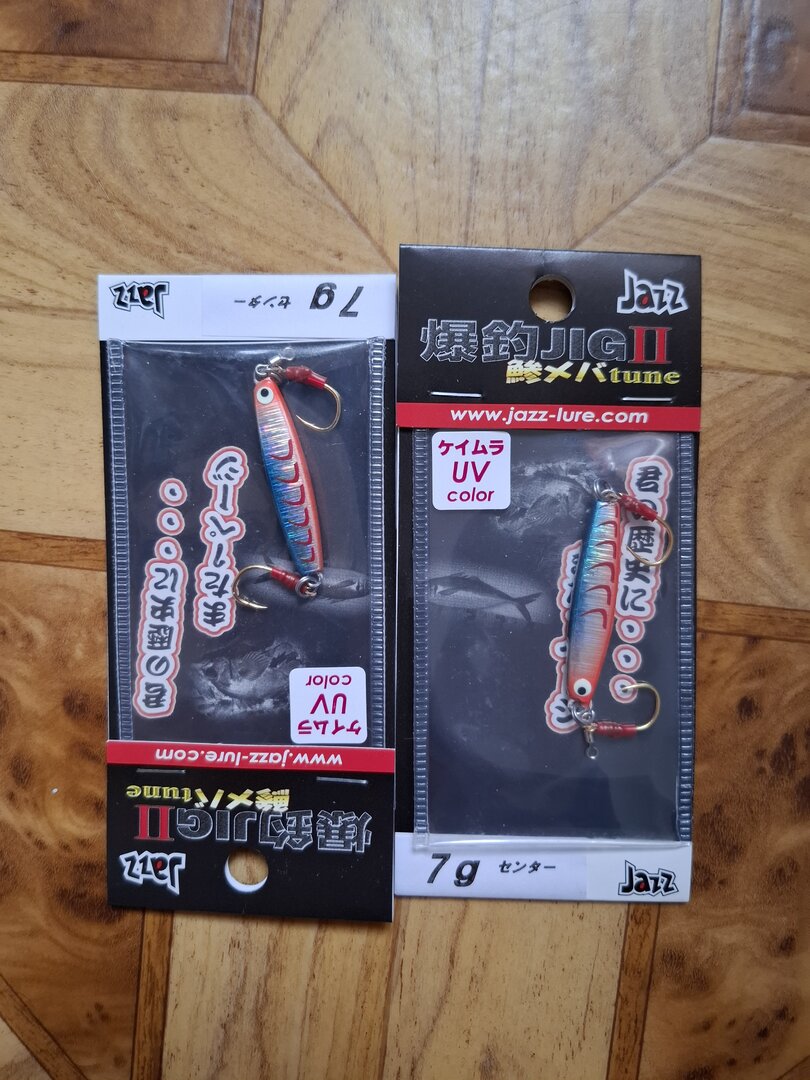 Jazz
爆釣JIGⅡ
鯵メバtune
www.jazz-lure.com
ケイムラ
UV
color
君の歴史に・・・
また1ページ
7g センター Jazz
Jazz
爆釣JIGⅡ
鯵メバtune
www.jazz-lure.com
ケイムラ
UV
color
君の歴史に・・・
7g センター Jazz